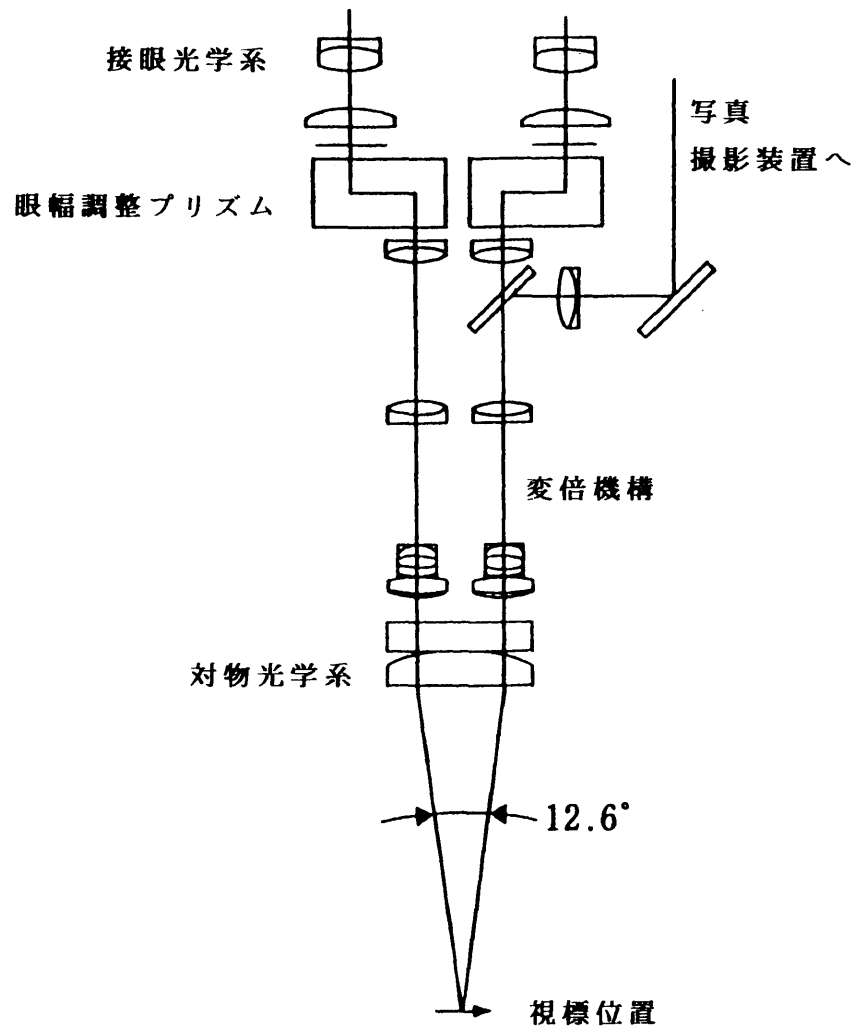 接眼光学系
写真
撮影装置へ
眼幅調整プリズム
変倍機構
対物光学系
12.6°
視標位置